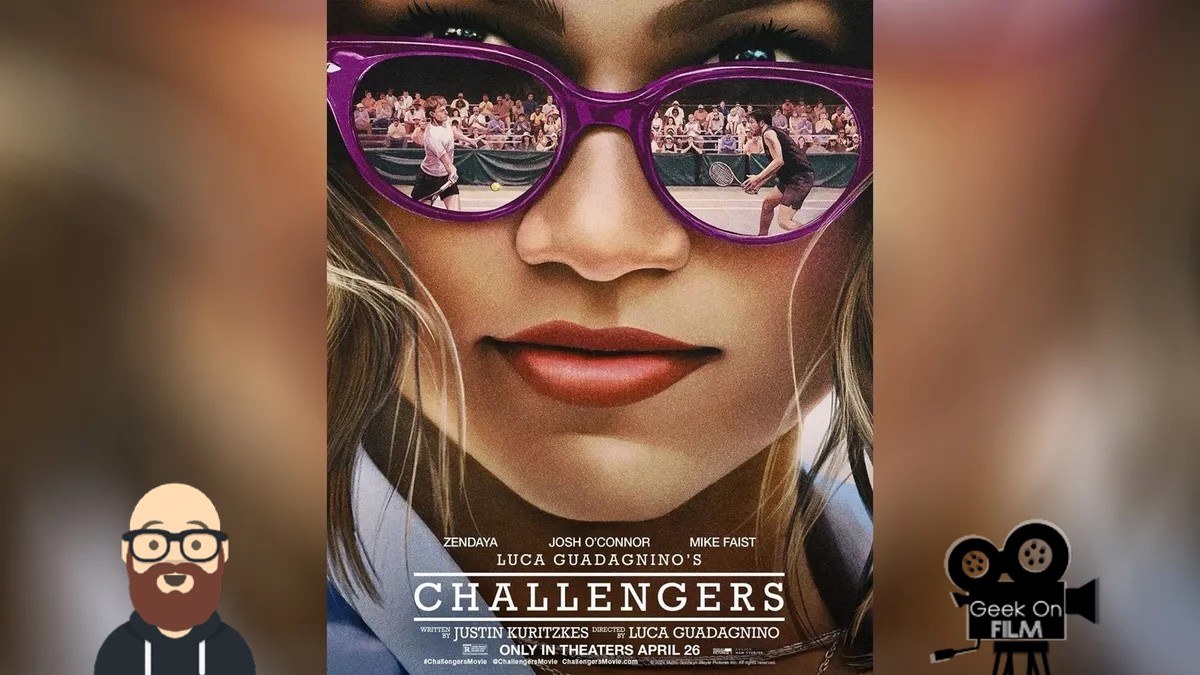 ZENDAYA JOSH O'CONNOR MIKE FAIST
LUCA GUADAGNINO'S
CHALLENGERS
WRITTEN BY JUSTIN KURITZKES DIRECTED BY LUCA GUADAGNINO
R ONLY IN THEATERS APRIL 26
#ChallengersMovie @ChallengersMovie ChallengersMovie.com
Geek On
FILM